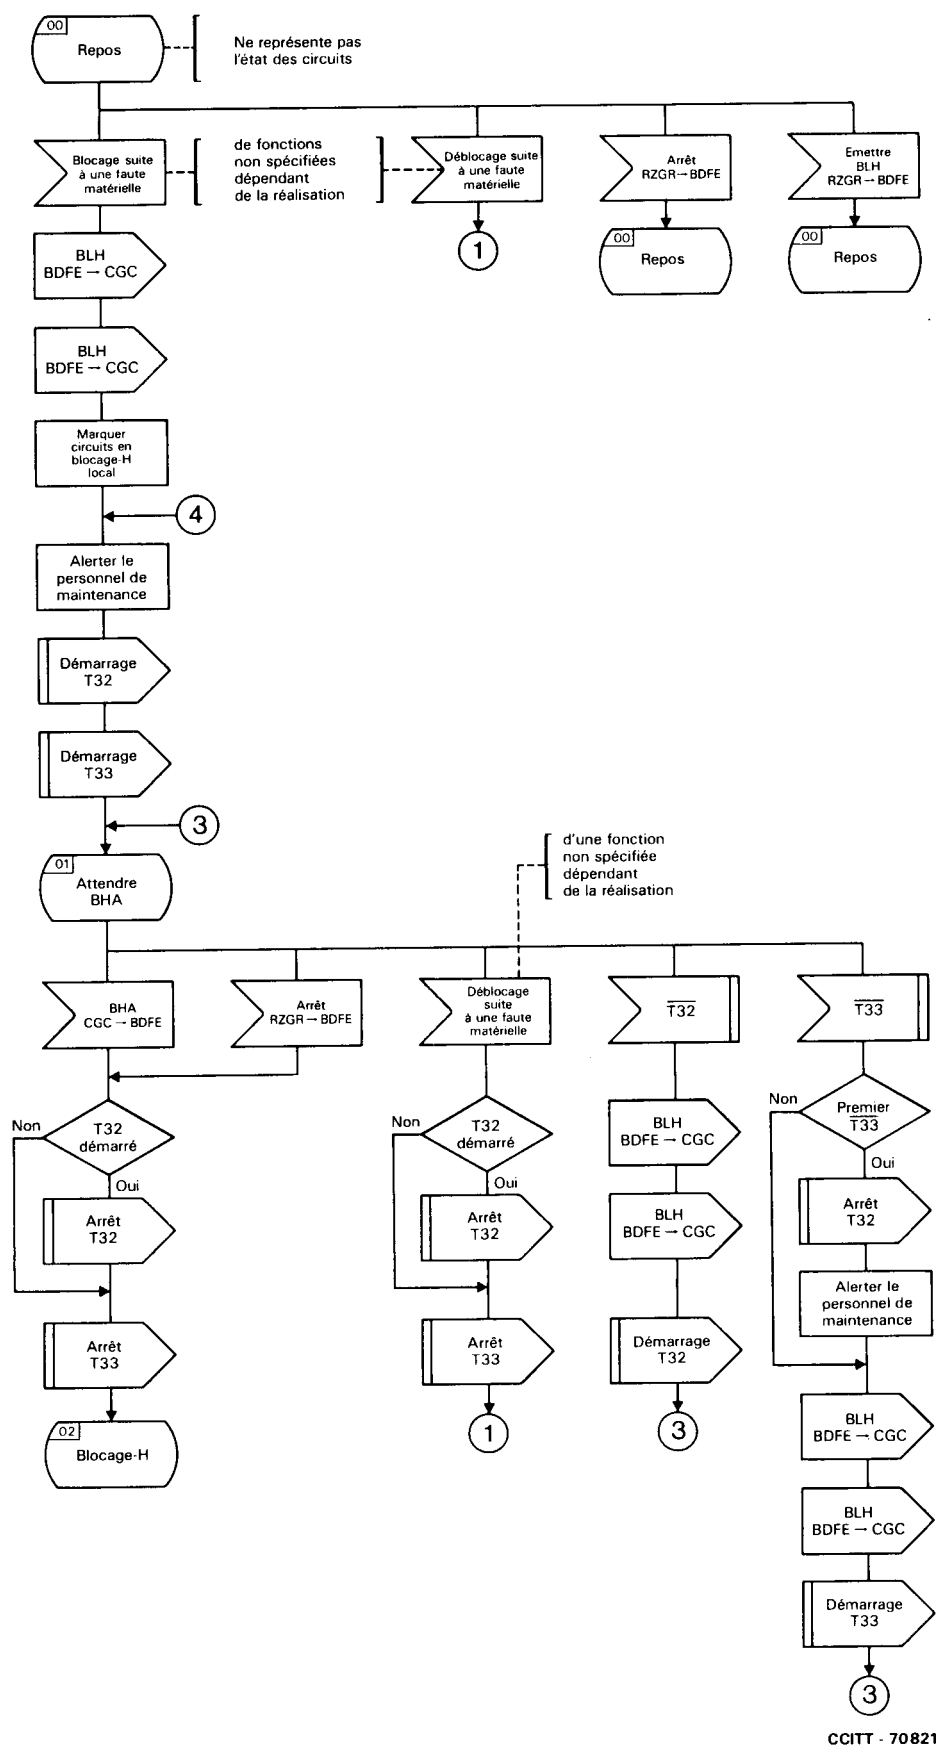 00
Repos
Ne représente pas
l'état des circuits
Blocage suite
à une faute
matérielle
de fonctions
non spécifiées
dépendant
de la réalisation
Déblocage suite
à une faute
matérielle
Arrêt
RZGR → BDFE
Emettre
BLH
RZGR → BDFE
1
00
Repos
00
Repos
BLH
BDFE → CGC
BLH
BDFE → CGC
Marquer
circuits en
blocage-H
local
4
Alerter le
personnel de
maintenance
Démarrage
T32
Démarrage
T33
3
01
Attendre
BHA
d'une fonction
non spécifiée
dépendant
de la réalisation
BHA
CGC → BDFE
Arrêt
RZGR → BDFE
Déblocage
suite
à une faute
matérielle
T32
T33
Non
T32
démarré
Oui
Arrêt
T32
Arrêt
T33
02
Blocage-H
Non
T32
démarré
Oui
Arrêt
T32
Arrêt
T33
1
BLH
BDFE → CGC
BLH
BDFE → CGC
Démarrage
T32
3
Non
Premier
T33
Oui
Arrêt
T32
Alerter le
personnel de
maintenance
BLH
BDFE → CGC
BLH
BDFE → CGC
Démarrage
T33
3
CCITT - 70821